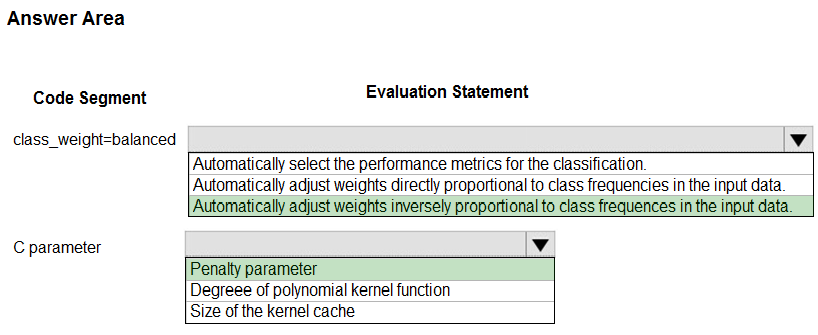 Answer Area
Code Segment
Evaluation Statement
class_weight=balanced
Automatically select the performance metrics for the classification.
Automatically adjust weights directly proportional to class frequencies in the input data.
Automatically adjust weights inversely proportional to class frequences in the input data.
C parameter
Penalty parameter
Degreee of polynomial kernel function
Size of the kernel cache